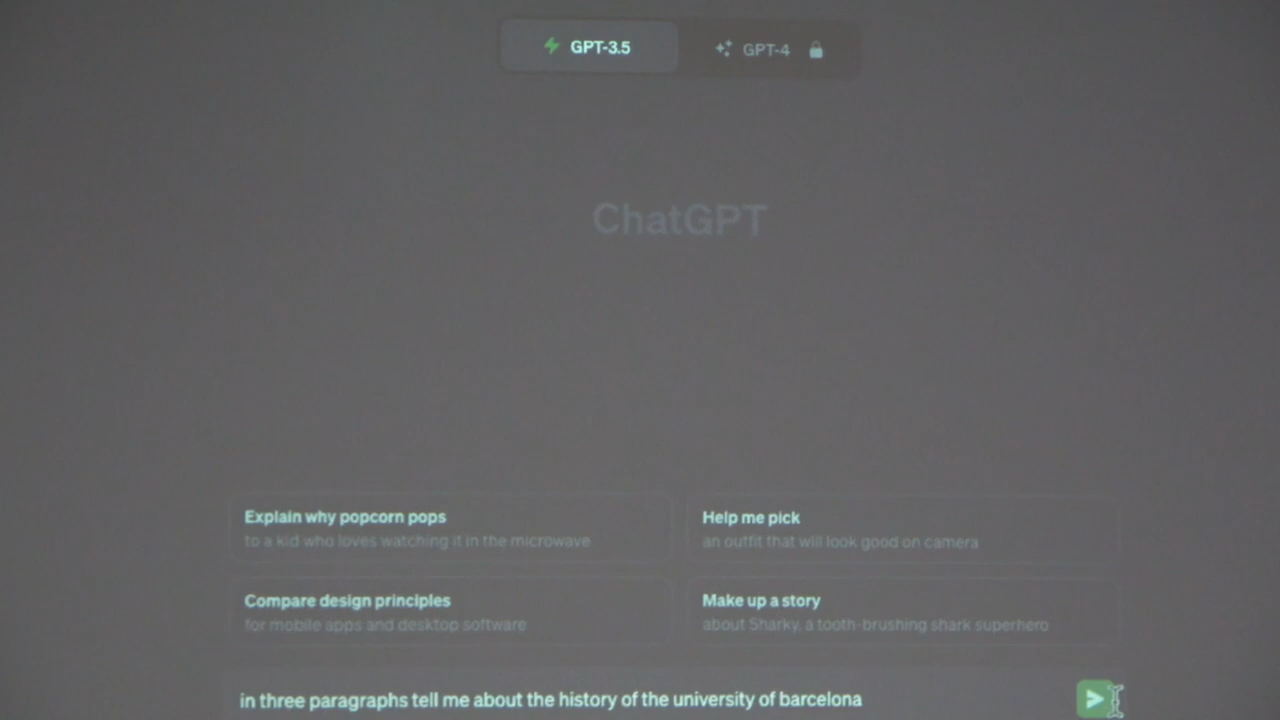 GPT-3.5
GPT-4
ChatGPT
Explain why popcorn pops
to a kid who loves watching it in the microwave
Help me pick
an outfit that will look good on camera
Compare design principles
for mobile apps and desktop software
Make up a story
about Sharky, a tooth-brushing shark superhero
in three paragraphs tell me about the history of the university of barcelona